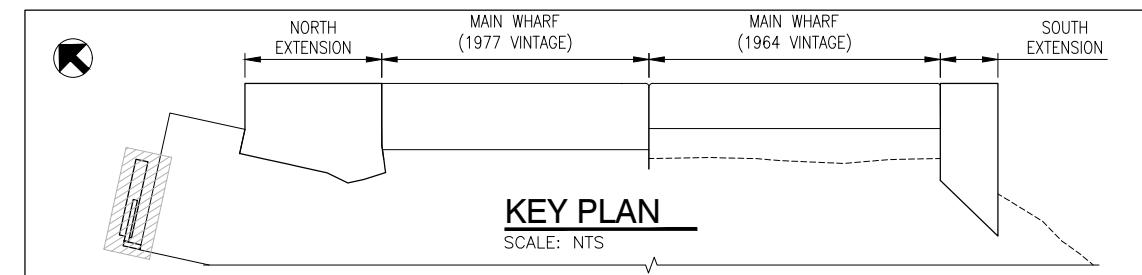 NORTH
EXTENSION
MAIN WHARF
(1977 VINTAGE)
MAIN WHARF
(1964 VINTAGE)
SOUTH
EXTENSION
KEY PLAN
SCALE: NTS